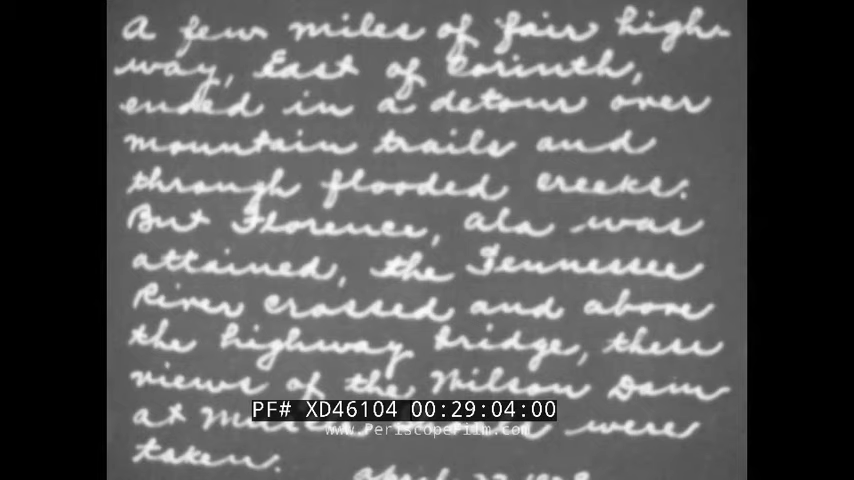 A few miles of fair high-
way, East of Corinth,
ended in a detour over
mountain trails and
through flooded creeks.
But Florence, Ala was
attained, the Tennessee
River crossed and above
the highway bridge, these
views of the Wilson Dam
PF# XD46104 00:29:04:00
at were
www.PeriscopeFilm.com
taken.
April